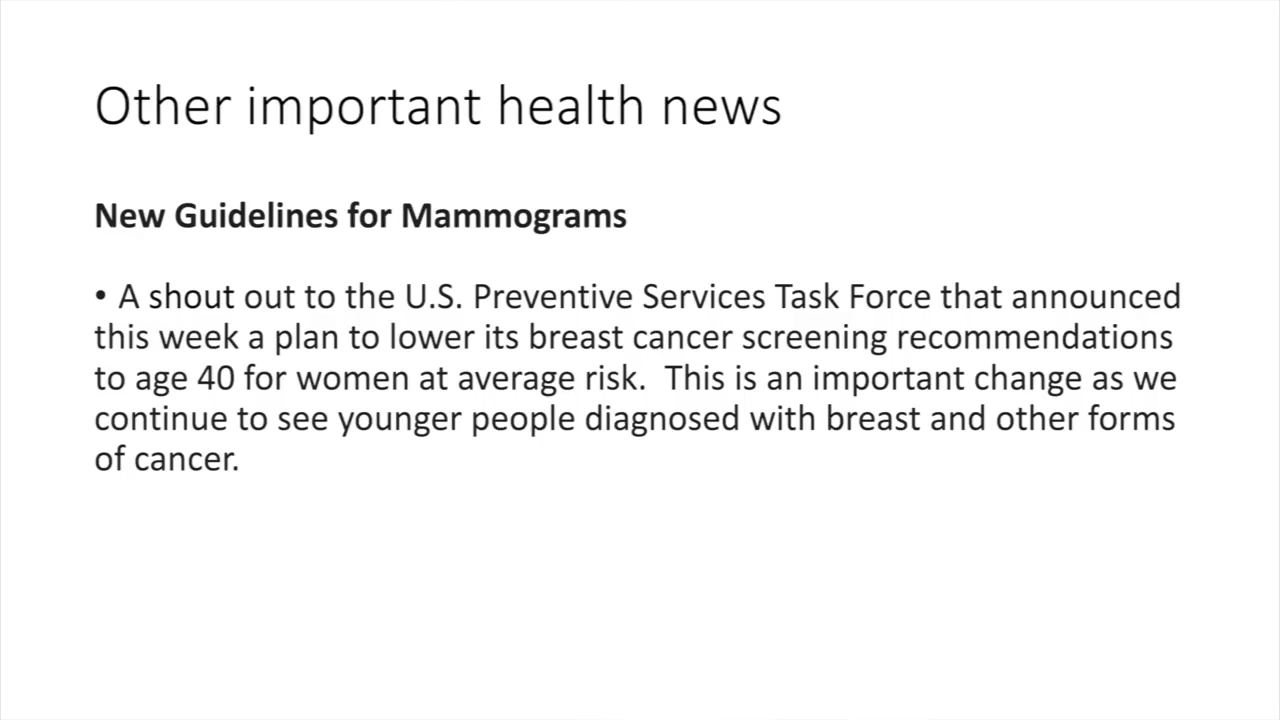 Other important health news
New Guidelines for Mammograms
• A shout out to the U.S. Preventive Services Task Force that announced
this week a plan to lower its breast cancer screening recommendations
to age 40 for women at average risk.  This is an important change as we
continue to see younger people diagnosed with breast and other forms
of cancer.